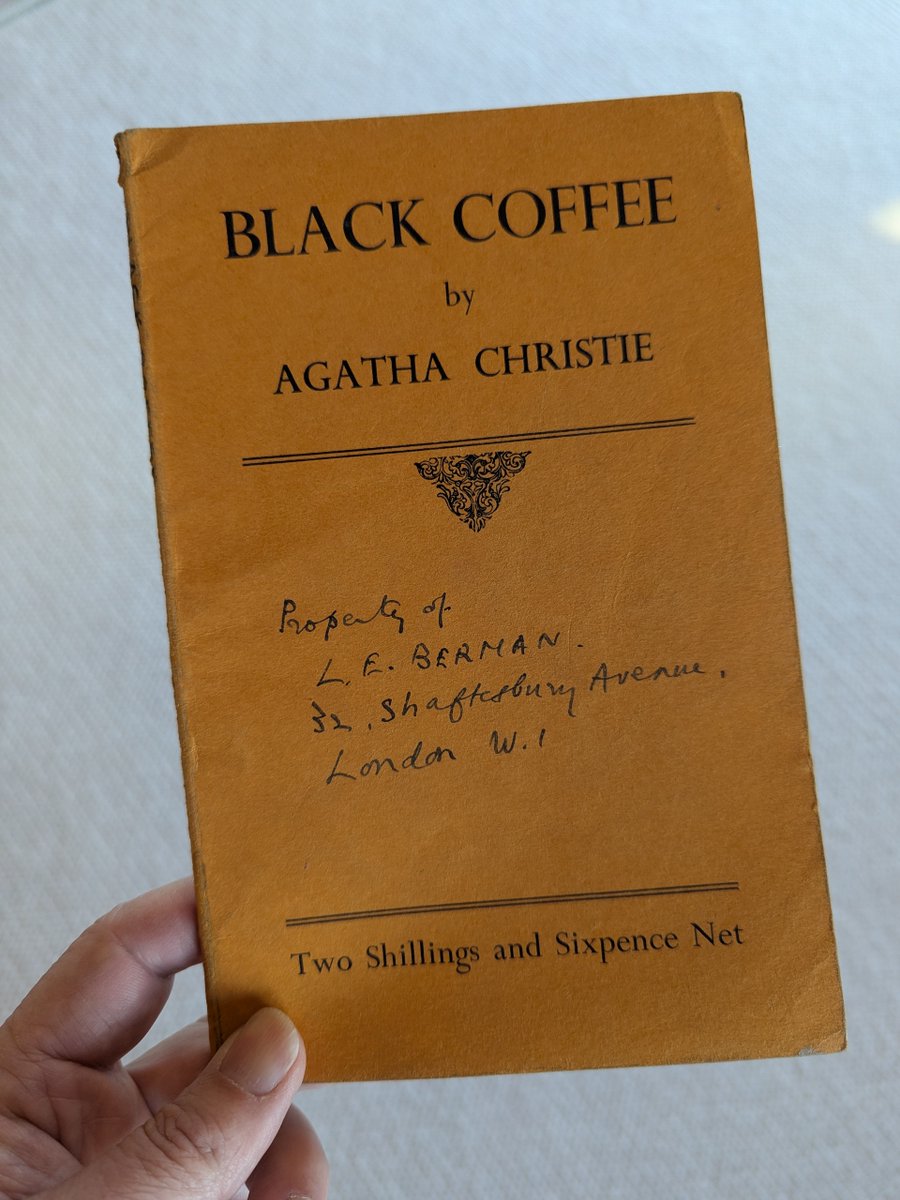 BLACK COFFEE
by
AGATHA CHRISTIE
Property of
L. E. BERMAN.
32, Shaftesbury Avenue,
London W.1
Two Shillings and Sixpence Net